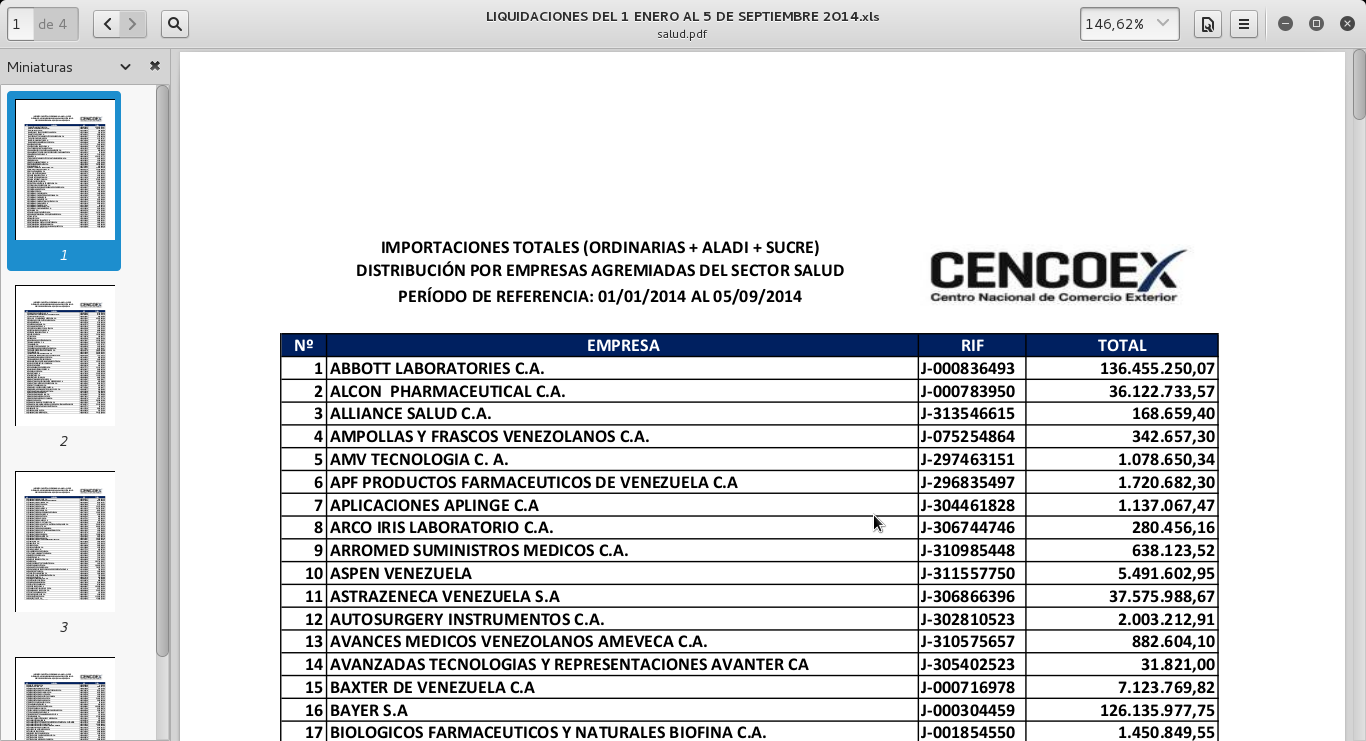 1 de 4
LIQUIDACIONES DEL 1 ENERO AL 5 DE SEPTIEMBRE 2014.xls
salud.pdf
146,62%
Miniaturas
1
2
3
IMPORTACIONES TOTALES (ORDINARIAS + ALADI + SUCRE)
DISTRIBUCIÓN POR EMPRESAS AGREMIADAS DEL SECTOR SALUD
PERÍODO DE REFERENCIA: 01/01/2014 AL 05/09/2014
CENCOEX
Centro Nacional de Comercio Exterior
Nº EMPRESA RIF TOTAL
1 ABBOTT LABORATORIES C.A. J-000836493 136.455.250,07
2 ALCON PHARMACEUTICAL C.A. J-000783950 36.122.733,57
3 ALLIANCE SALUD C.A. J-313546615 168.659,40
4 AMPOLLAS Y FRASCOS VENEZOLANOS C.A. J-075254864 342.657,30
5 AMV TECNOLOGIA C. A. J-297463151 1.078.650,34
6 APF PRODUCTOS FARMACEUTICOS DE VENEZUELA C.A J-296835497 1.720.682,30
7 APLICACIONES APLINGE C.A J-304461828 1.137.067,47
8 ARCO IRIS LABORATORIO C.A. J-306744746 280.456,16
9 ARROMED SUMINISTROS MEDICOS C.A. J-310985448 638.123,52
10 ASPEN VENEZUELA J-311557750 5.491.602,95
11 ASTRAZENECA VENEZUELA S.A J-306866396 37.575.988,67
12 AUTOSURGERY INSTRUMENTOS C.A. J-302810523 2.003.212,91
13 AVANCES MEDICOS VENEZOLANOS AMEVECA C.A. J-310575657 882.604,10
14 AVANZADAS TECNOLOGIAS Y REPRESENTACIONES AVANTER CA J-305402523 31.821,00
15 BAXTER DE VENEZUELA C.A J-000716978 7.123.769,82
16 BAYER S.A J-000304459 126.135.977,75
17 BIOLOGICOS FARMACEUTICOS Y NATURALES BIOFINA C.A. J-001854550 1.450.849,55